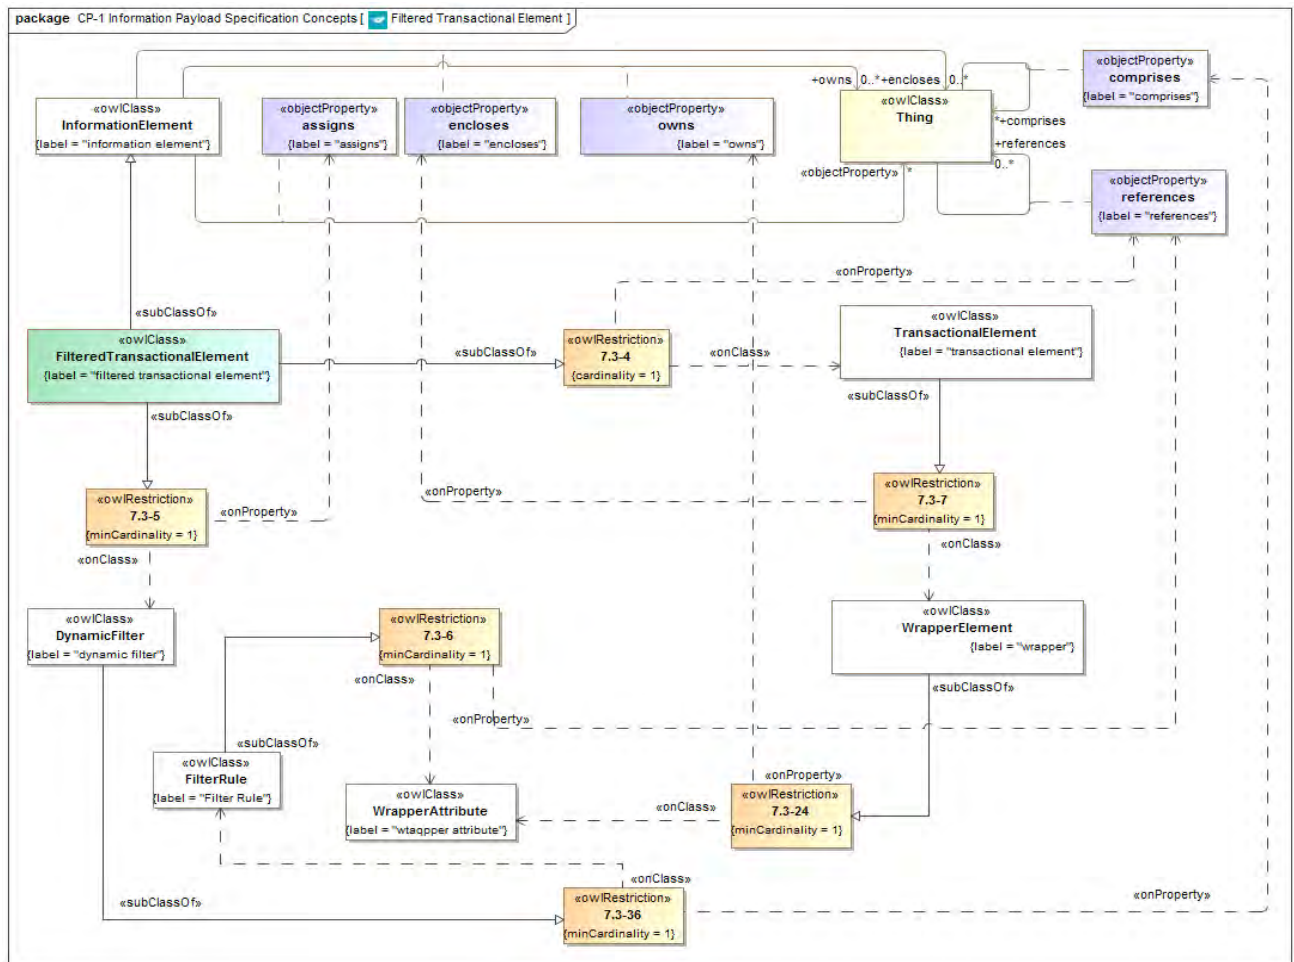 package CP-1 Information Payload Specification Concepts [ Filtered Transactional Element ]
«owlClass»
InformationElement
{label = "information element"}
«objectProperty»
assigns
{label = "assigns"}
«objectProperty»
encloses
{label = "encloses"}
«objectProperty»
owns
{label = "owns"}
+owns 0..* +encloses 0..*
«owlClass»
Thing
«objectProperty»
comprises
{label = "comprises"}
*+comprises
+references
0..*
«objectProperty» *
«objectProperty»
references
{label = "references"}
«onProperty»
«subClassOf»
«owlClass»
FilteredTransactionalElement
{label = "filtered transactional element"}
«subClassOf»
«owlRestriction»
7.3-4
{cardinality = 1}
«onClass»
«owlClass»
TransactionalElement
{label = "transactional element"}
«subClassOf»
«subClassOf»
«owlRestriction»
7.3-5
{minCardinality = 1}
«onProperty»
«onProperty»
«owlRestriction»
7.3-7
{minCardinality = 1}
«onClass»
«onClass»
«owlClass»
DynamicFilter
{label = "dynamic filter"}
«owlRestriction»
7.3-6
{minCardinality = 1}
«onClass»
«onProperty»
«owlClass»
WrapperElement
{label = "wrapper"}
«subClassOf»
«subClassOf»
«owlClass»
FilterRule
{label = "Filter Rule"}
«owlClass»
WrapperAttribute
{label = "wtaqpper attribute"}
«onClass»
«onProperty»
«owlRestriction»
7.3-24
{minCardinality = 1}
«onClass»
«subClassOf»
«owlRestriction»
7.3-36
{minCardinality = 1}
«onProperty»